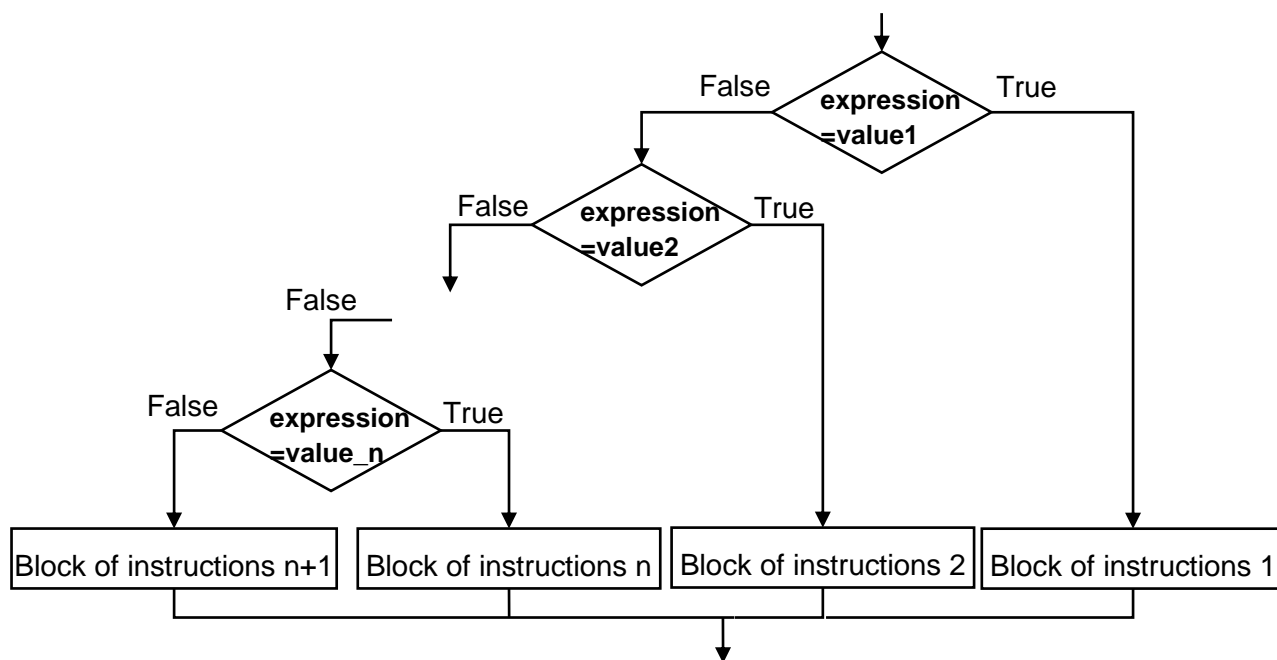 False
True
expression
=value1
False
True
expression
=value2
False
False
True
expression
=value_n
Block of instructions n+1
Block of instructions n
Block of instructions 2
Block of instructions 1